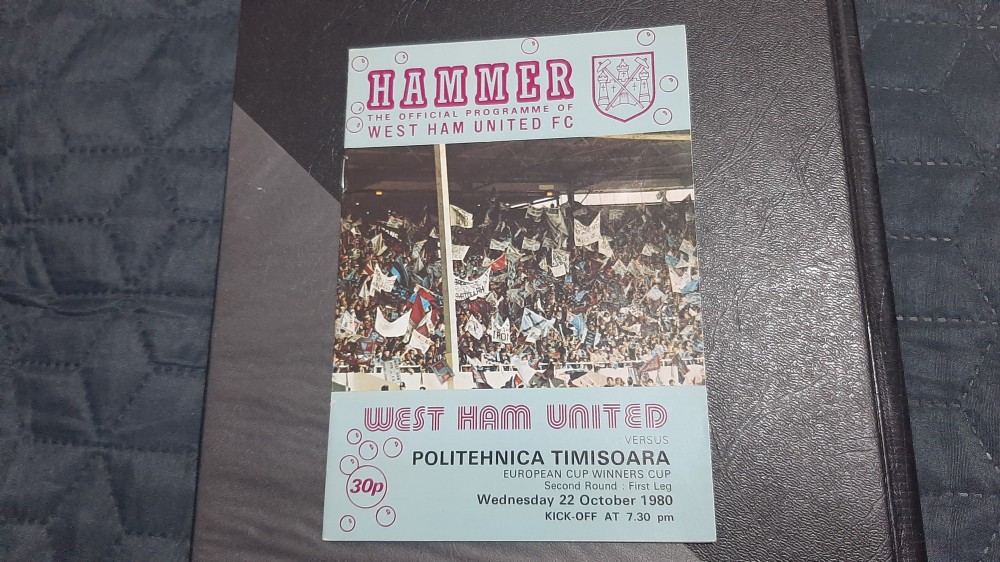 HAMMER
THE OFFICIAL PROGRAMME OF
WEST HAM UNITED FC
WEST HAM UNITED
VERSUS
POLITEHNICA TIMISOARA
EUROPEAN CUP WINNERS CUP
Second Round : First Leg
Wednesday 22 October 1980
KICK-OFF AT 7.30 pm
30p